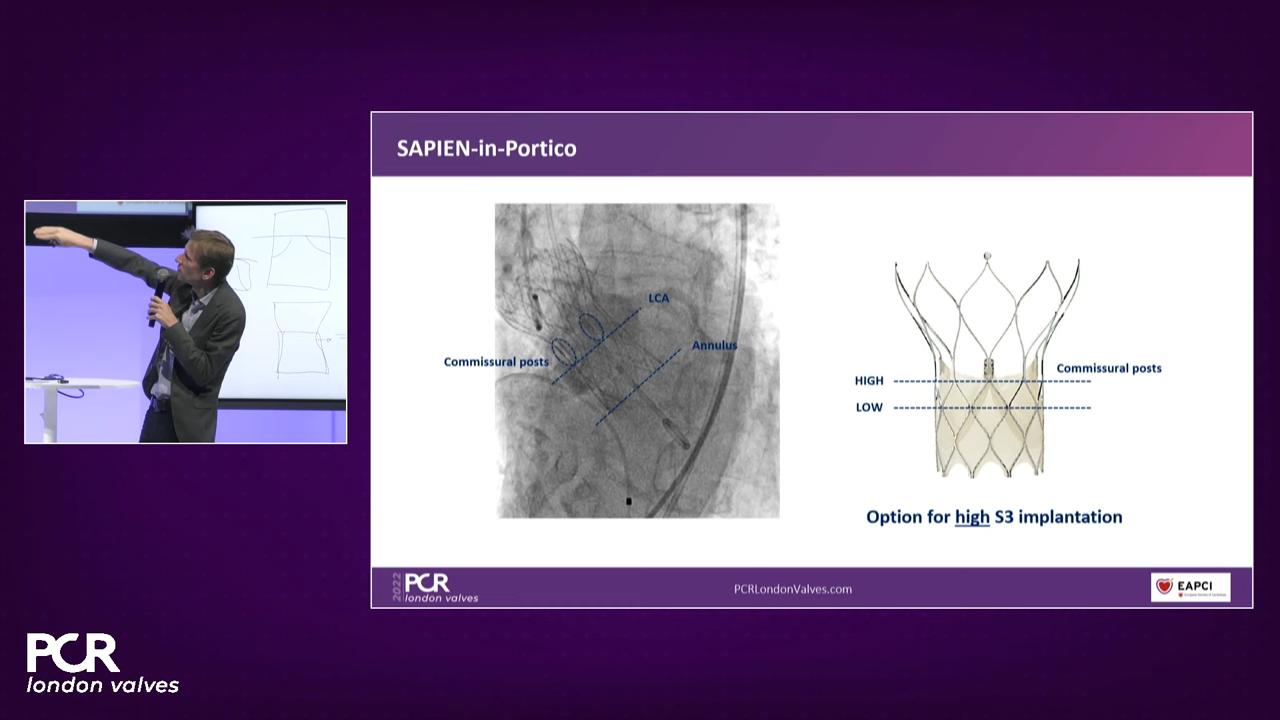 SAPIEN-in-Portico
LCA
Annulus
Commissural posts
HIGH
LOW
Commissural posts
Option for high S3 implantation
2022
PCR
london valves
PCRLondonValves.com
EAPCI
PCR
london valves